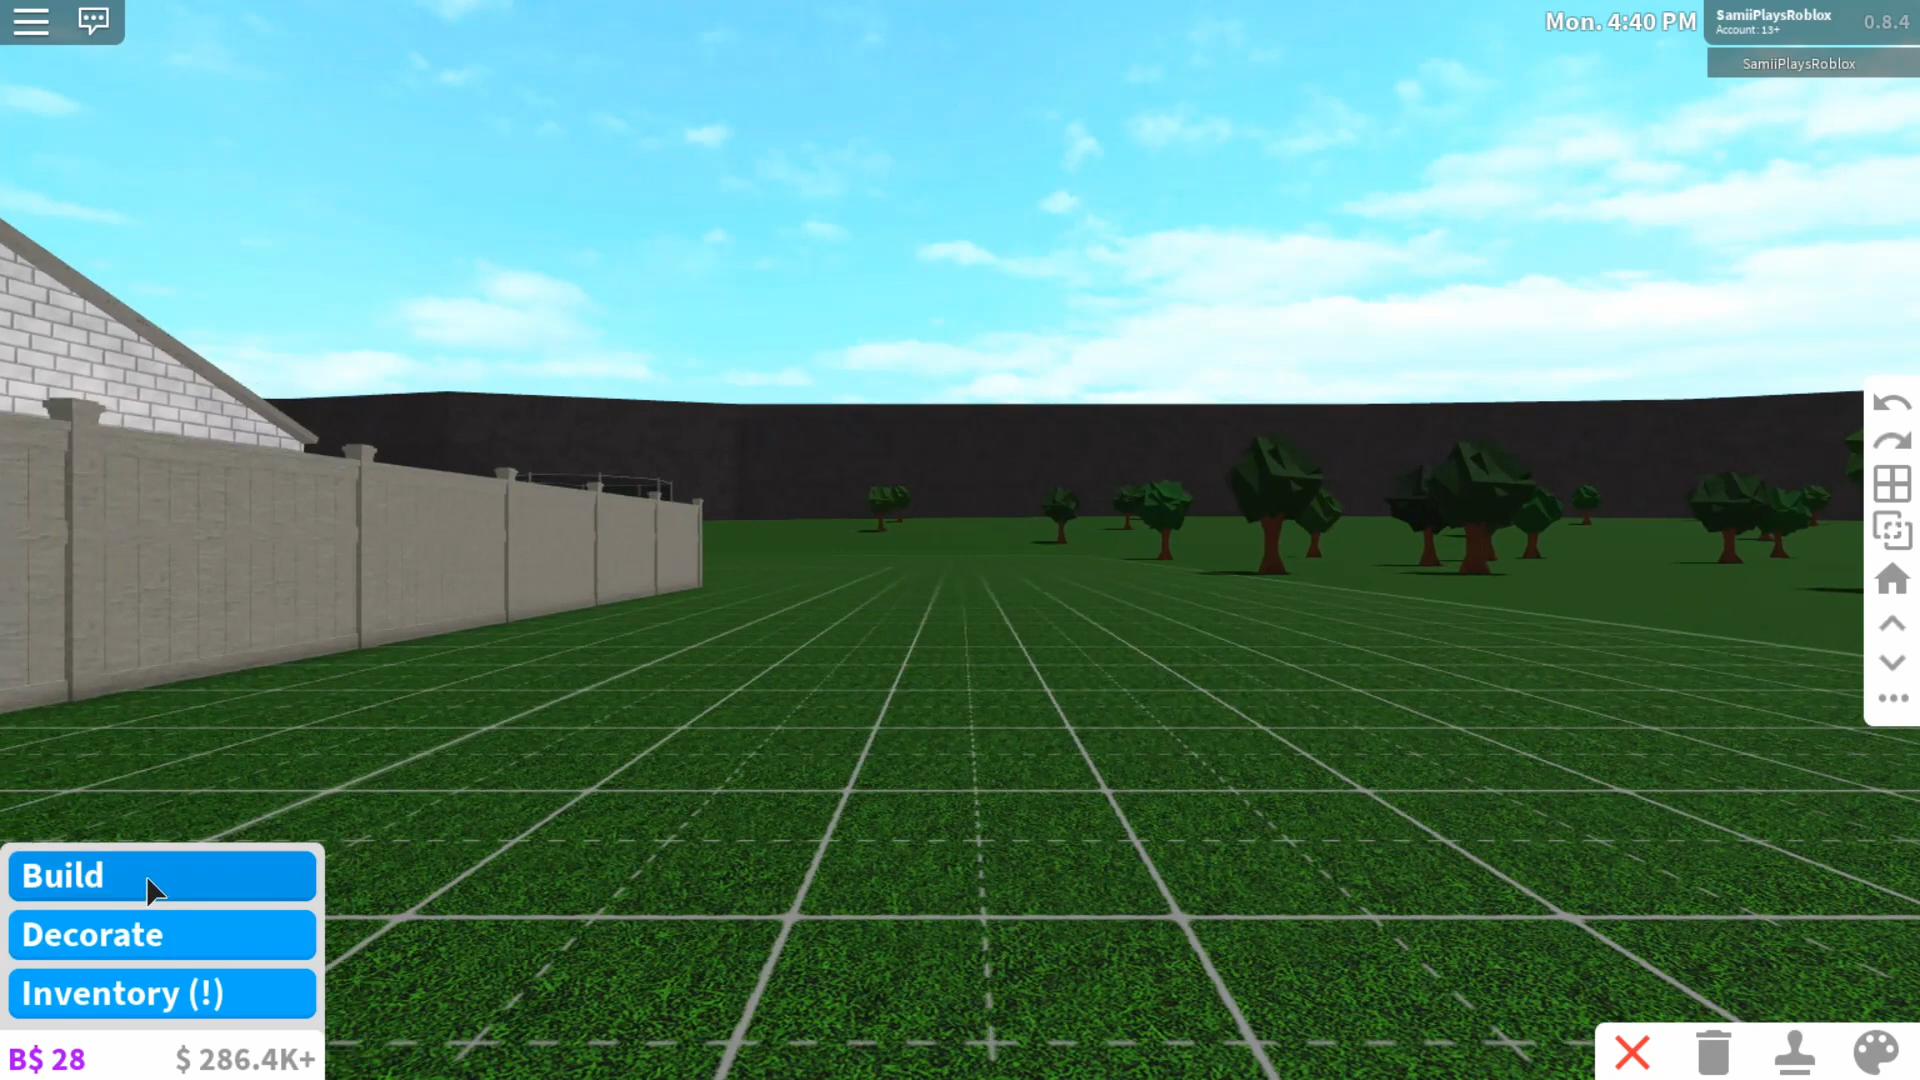 Mon. 4:40 PM
SamiiPlaysRoblox
Account: 13+
0.8.4
SamiiPlaysRoblox
Build
Decorate
Inventory (!)
B$ 28
$ 286.4K+